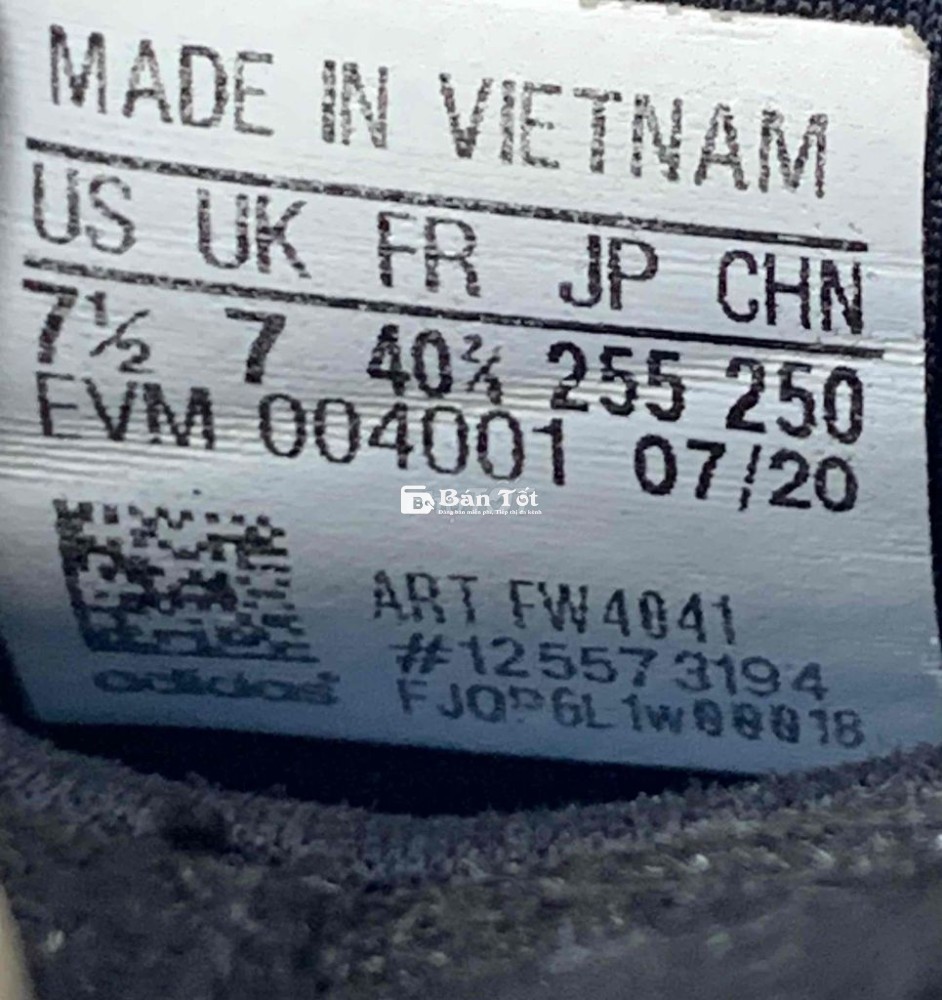 MADE IN VIETNAM
US UK FR JP CHN
7½ 7 40⅔ 255 250
EVM 004001 07/20
Bán Tốt
ART FW4041
#125573194
adidas